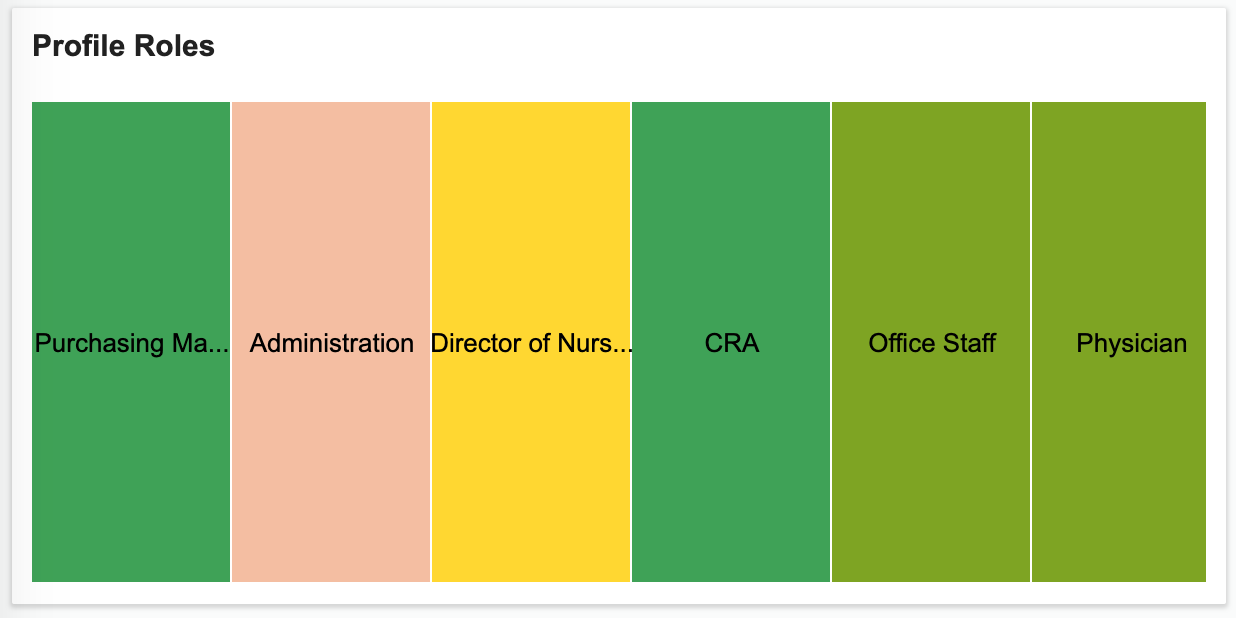 Profile Roles
Purchasing Ma...
Administration
Director of Nurs...
CRA
Office Staff
Physician